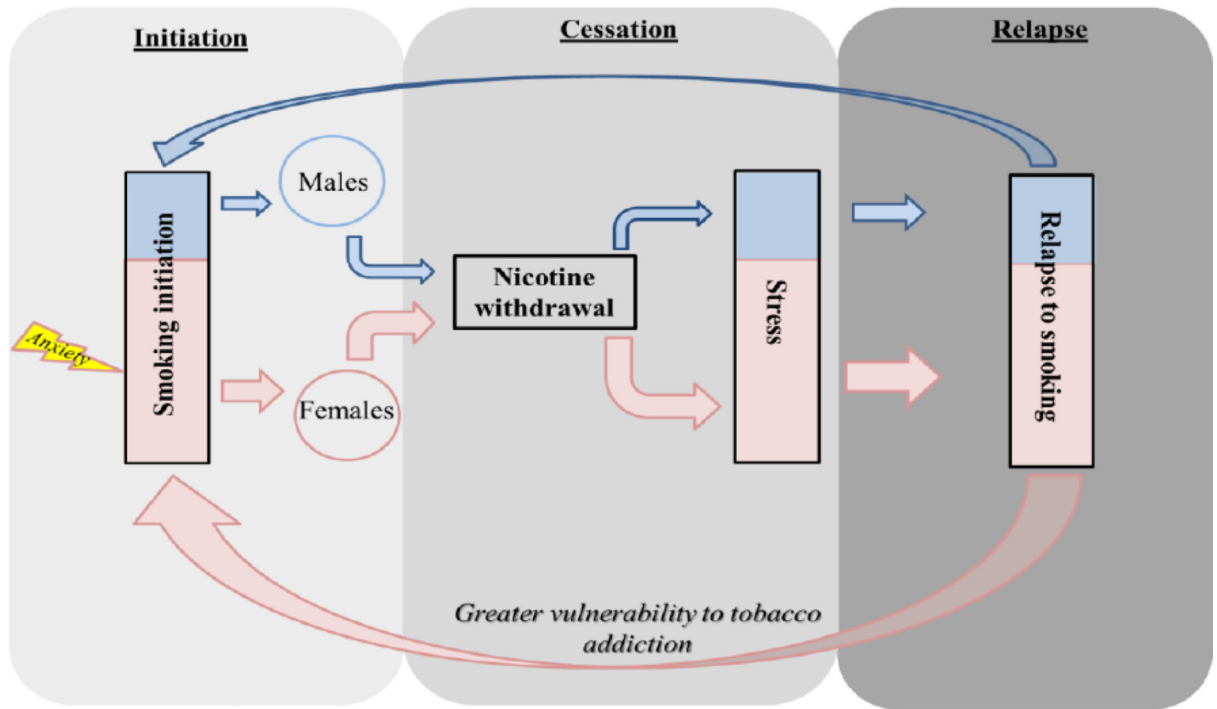 Initiation
Cessation
Relapse
Males
Smoking initiation
Anxiety
Females
Nicotine
withdrawal
Stress
Relapse to smoking
Greater vulnerability to tobacco
addiction